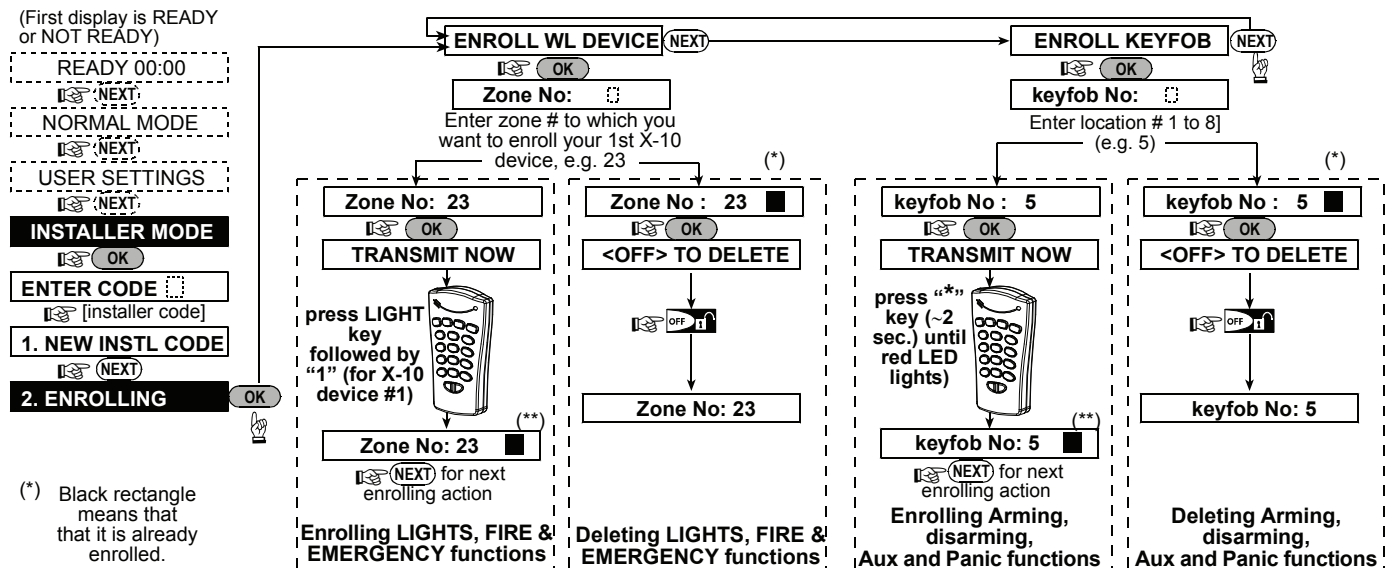 (First display is READY
or NOT READY)
READY 00:00
NEXT
NORMAL MODE
NEXT
USER SETTINGS
NEXT
INSTALLER MODE
OK
ENTER CODE
[installer code]
1. NEW INSTL CODE
NEXT
2. ENROLLING
OK
(*) Black rectangle
means that
that it is already
enrolled.
ENROLL WL DEVICE
NEXT
OK
Zone No:
Enter zone # to which you
want to enroll your 1st X-10
device, e.g. 23
Zone No: 23
OK
TRANSMIT NOW
press LIGHT
key
followed by
“1” (for X-10
device #1)
(**)
Zone No: 23
NEXT for next
enrolling action
Enrolling LIGHTS, FIRE &
EMERGENCY functions
(*)
Zone No : 23
OK
<OFF> TO DELETE
OFF 1
Zone No: 23
Deleting LIGHTS, FIRE &
EMERGENCY functions
ENROLL KEYFOB
NEXT
OK
keyfob No:
Enter location # 1 to 8]
(e.g. 5)
keyfob No : 5
OK
TRANSMIT NOW
press “*”
key (~2
sec.) until
red LED
lights)
(**)
keyfob No: 5
NEXT for next
enrolling action
Enrolling Arming,
disarming,
Aux and Panic functions
(*)
keyfob No : 5
OK
<OFF> TO DELETE
OFF 1
keyfob No: 5
Deleting Arming,
disarming,
Aux and Panic functions